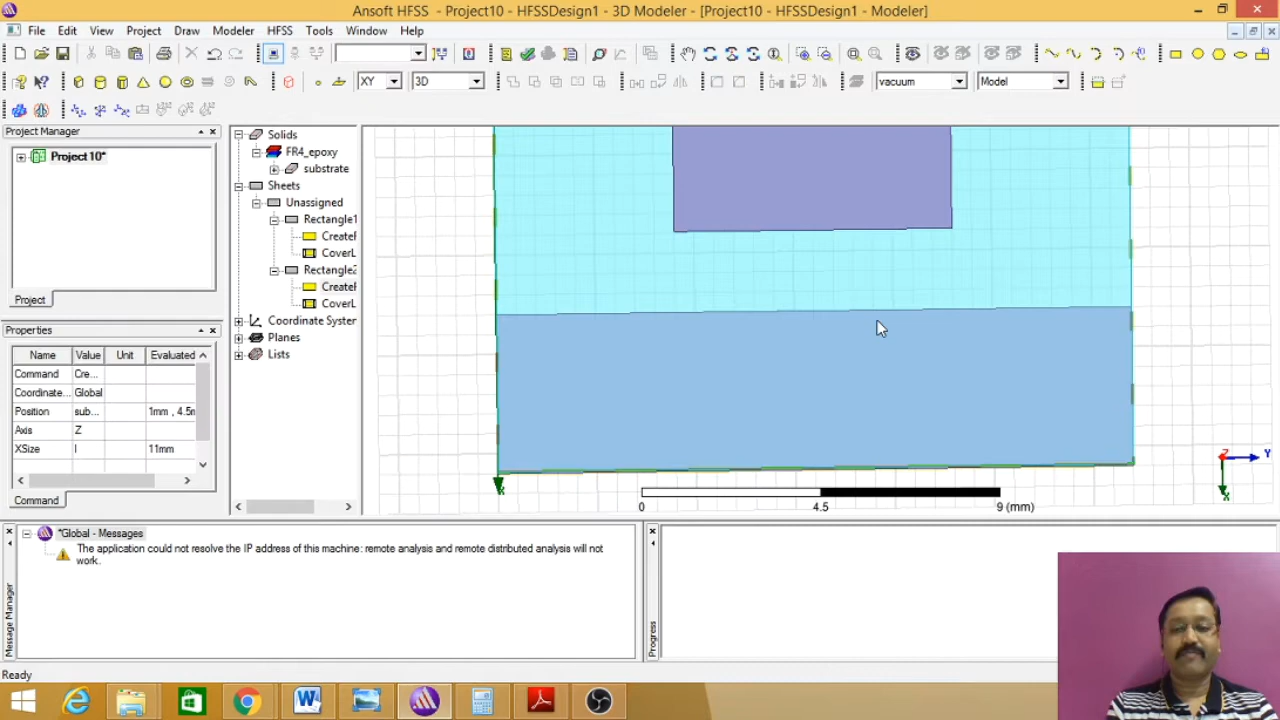 Ansoft HFSS - Project10 - HFSSDesign1 - 3D Modeler - [Project10 - HFSSDesign1 - Modeler]
File Edit View Project Draw Modeler HFSS Tools Window Help
XY 3D vacuum Model
Project Manager
Project10*
Project
Solids
FR4_epoxy
substrate
Sheets
Unassigned
Rectangle1
CreateF
CoverL
Rectangle2
CreateF
CoverL
Coordinate System
Planes
Lists
Properties
Name Value Unit Evaluated
Command Cre...
Coordinate... Global
Position sub... 1mm , 4.5m
Axis Z
XSize l 11mm
Command
X
0 4.5 9 (mm)
Z Y
X
*Global - Messages
The application could not resolve the IP address of this machine: remote analysis and remote distributed analysis will not
work.
Message Manager
Progress
Ready